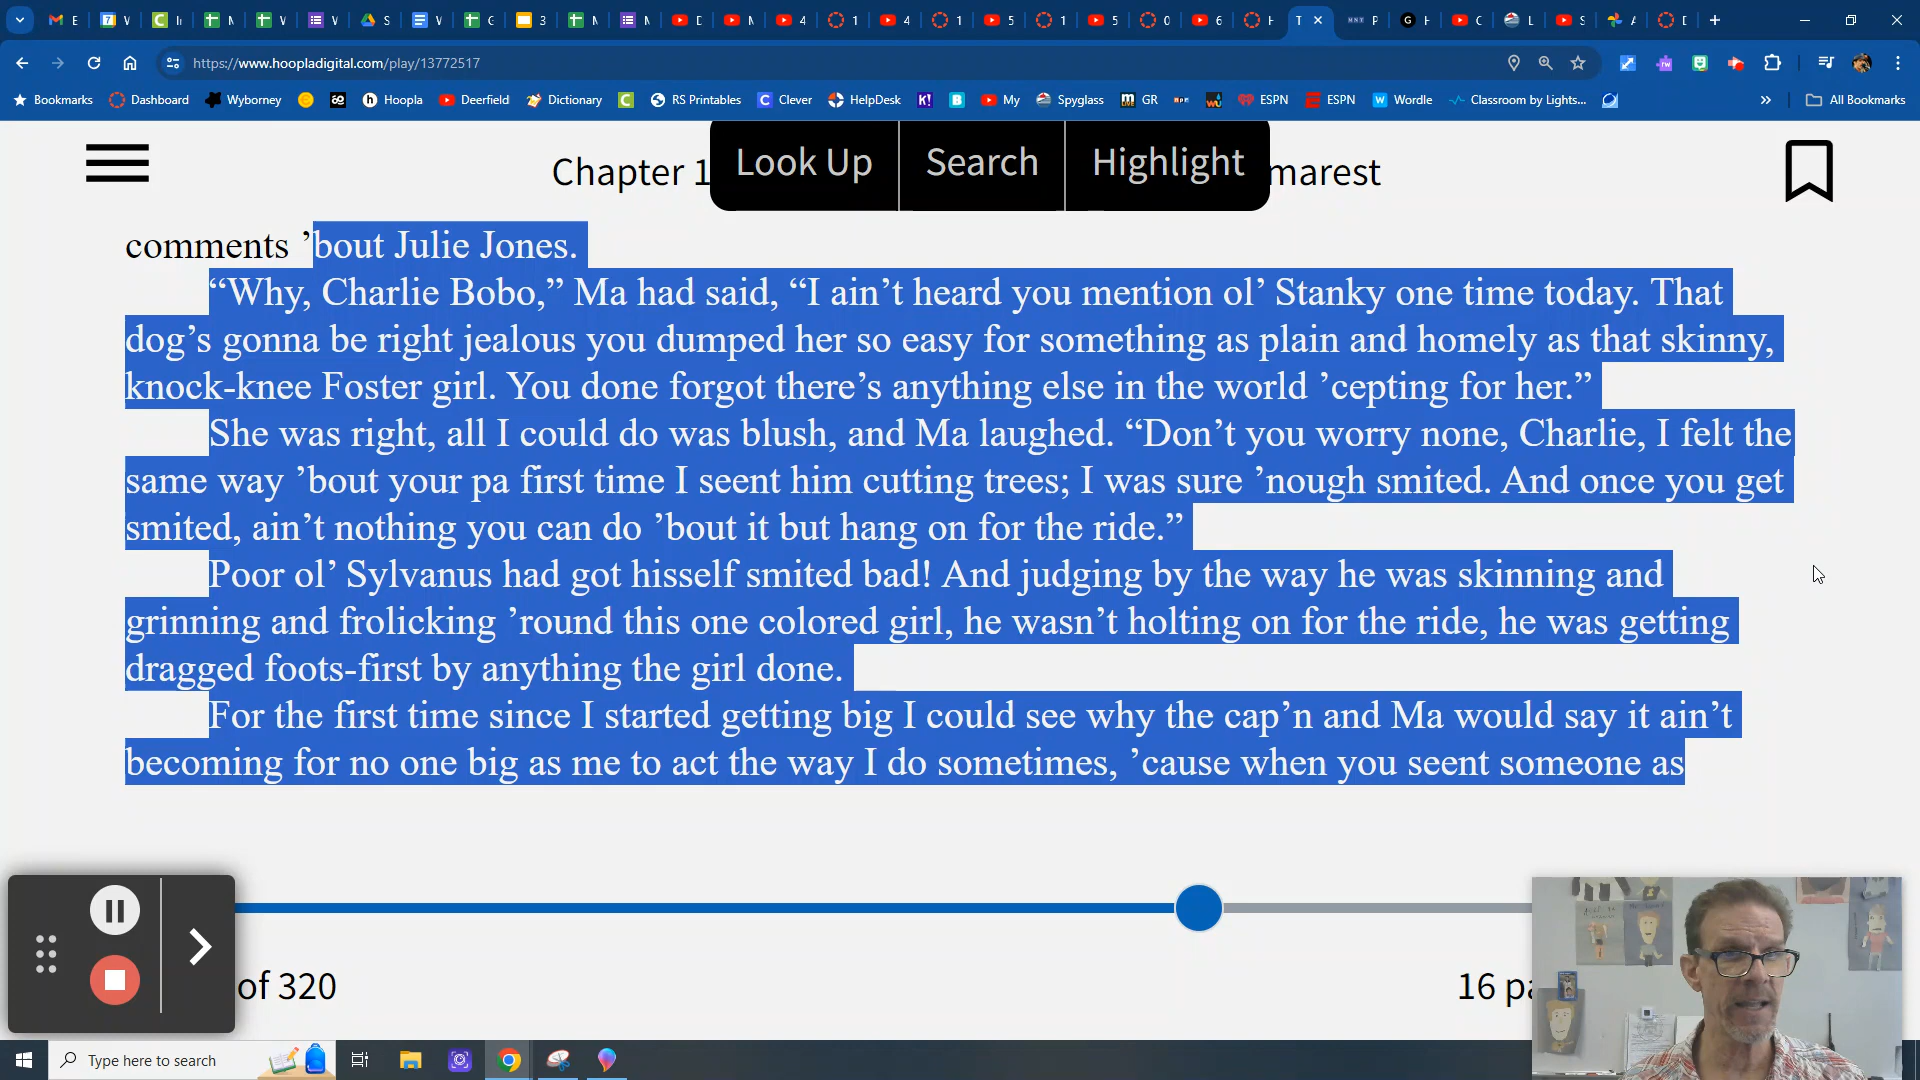 E
V
I
M
V
V
S
V
G
3
M
M
D
M
4
1
4
1
5
1
5
0
6
H
T
P
H
C
L
S
A
D
https://www.hoopladigital.com/play/13772517
Bookmarks Dashboard Wyborney Hoopla Deerfield Dictionary RS Printables Clever HelpDesk K! B My Spyglass GR ESPN ESPN W Wordle Classroom by Lights... » All Bookmarks
Look Up Search Highlight
Chapter 1 marest
comments ’bout Julie Jones.
“Why, Charlie Bobo,” Ma had said, “I ain’t heard you mention ol’ Stanky one time today. That
dog’s gonna be right jealous you dumped her so easy for something as plain and homely as that skinny,
knock-knee Foster girl. You done forgot there’s anything else in the world ’cepting for her.”
She was right, all I could do was blush, and Ma laughed. “Don’t you worry none, Charlie, I felt the
same way ’bout your pa first time I seent him cutting trees; I was sure ’nough smited. And once you get
smited, ain’t nothing you can do ’bout it but hang on for the ride.”
Poor ol’ Sylvanus had got hisself smited bad! And judging by the way he was skinning and
grinning and frolicking ’round this one colored girl, he wasn’t holting on for the ride, he was getting
dragged foots-first by anything the girl done.
For the first time since I started getting big I could see why the cap’n and Ma would say it ain’t
becoming for no one big as me to act the way I do sometimes, ’cause when you seent someone as
of 320
16 pa
Type here to search